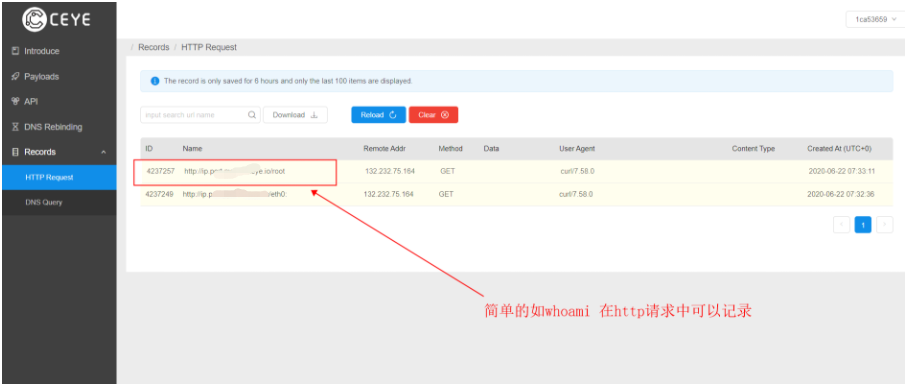 CEYE
1ca53659
Introduce
Payloads
API
DNS Rebinding
Records
HTTP Request
DNS Query
/ Records / HTTP Request
The record is only saved for 6 hours and only the last 100 items are displayed.
input search url name Download Reload Clear
ID Name Remote Addr Method Data User Agent Content Type Created At (UTC+0)
4237257 http://ip.port. ye.io/root 132.232.75.164 GET curl/7.58.0 2020-06-22 07:33:11
4237249 http://ip.p /eth0: 132.232.75.164 GET curl/7.58.0 2020-06-22 07:32:36
1
简单的如whoami 在http请求中可以记录